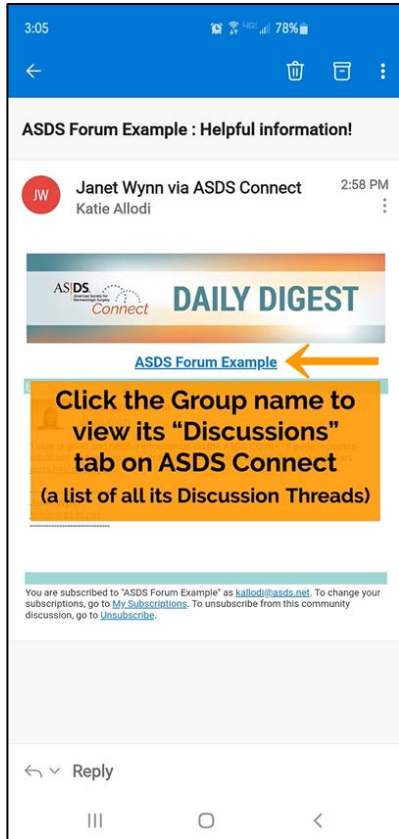 3:05 78%
ASDS Forum Example : Helpful information!
JW
Janet Wynn via ASDS Connect 2:58 PM
Katie Allodi
ASDS
American Society for
Dermatologic Surgery
Connect
DAILY DIGEST
ASDS Forum Example
Click the Group name to
view its “Discussions”
tab on ASDS Connect
(a list of all its Discussion Threads)
You are subscribed to "ASDS Forum Example" as kallodi@asds.net. To change your
subscriptions, go to My Subscriptions. To unsubscribe from this community
discussion, go to Unsubscribe.
Reply